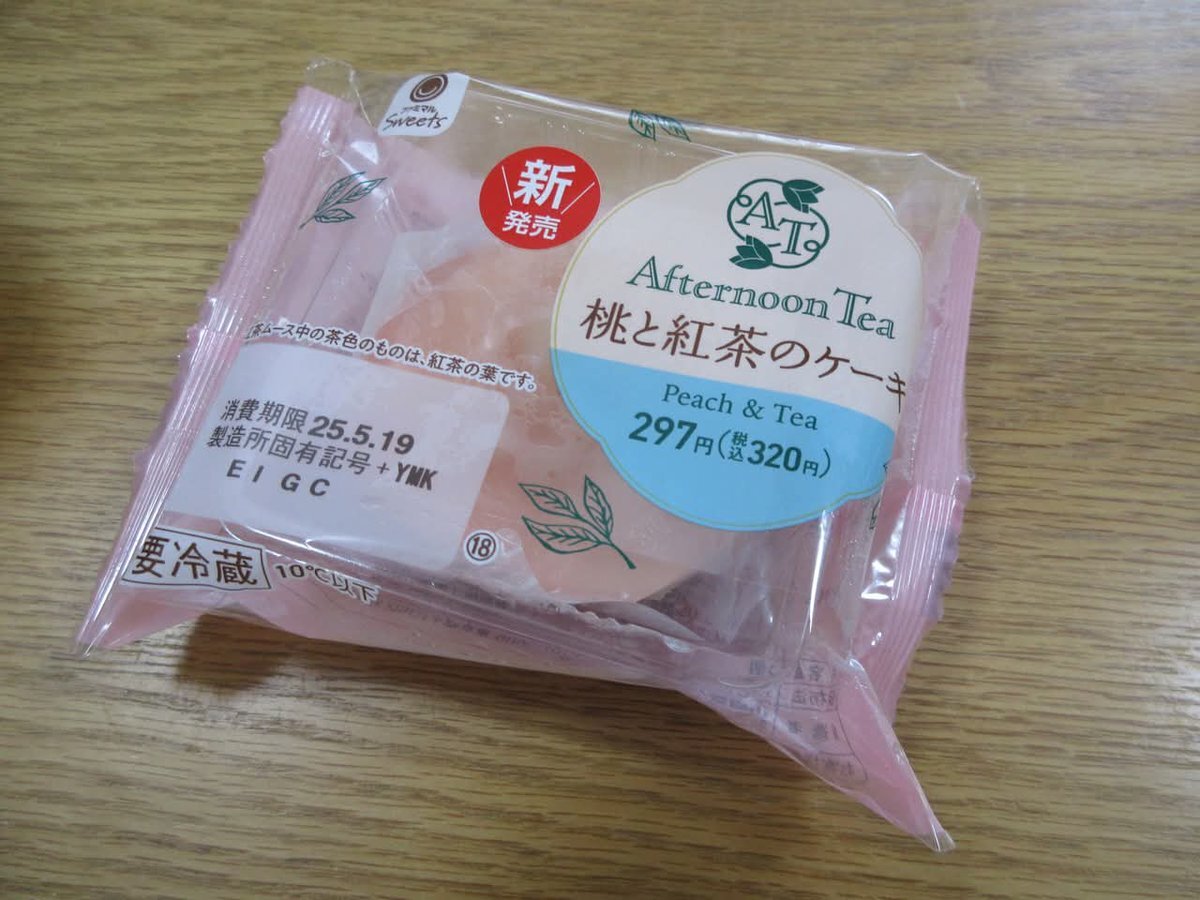 ファミマル
Sweets
新
発売
AT
Afternoon Tea
桃と紅茶のケーキ
Peach & Tea
297円(税込320円)
茶ムース中の茶色のものは、紅茶の葉です。
消費期限 25.5.19
製造所固有記号+YMK
EIGC
⑱
要冷蔵 10℃以下